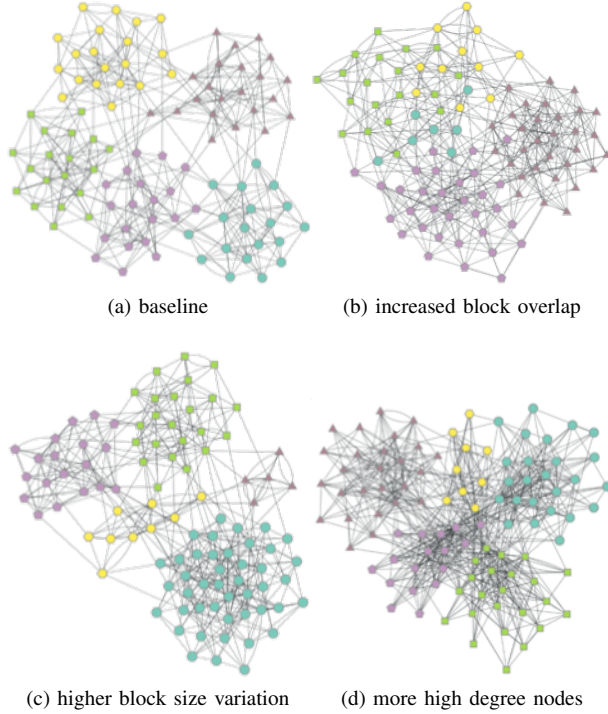 (a) baseline
(b) increased block overlap
(c) higher block size variation
(d) more high degree nodes